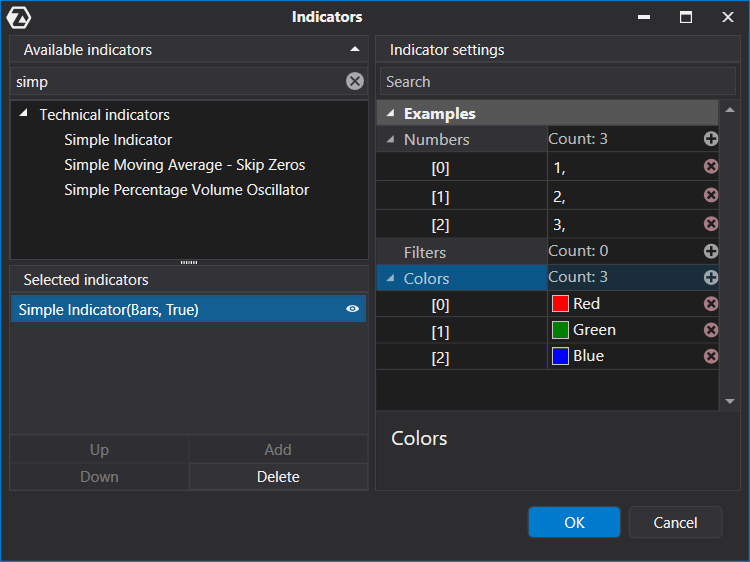 Indicators
Available indicators
simp
Technical indicators
Simple Indicator
Simple Moving Average - Skip Zeros
Simple Percentage Volume Oscillator
Selected indicators
Simple Indicator(Bars, True)
Up Add
Down Delete
Indicator settings
Search
Examples
Numbers Count: 3
[0] 1,
[1] 2,
[2] 3,
Filters Count: 0
Colors Count: 3
[0] Red
[1] Green
[2] Blue
Colors
OK Cancel